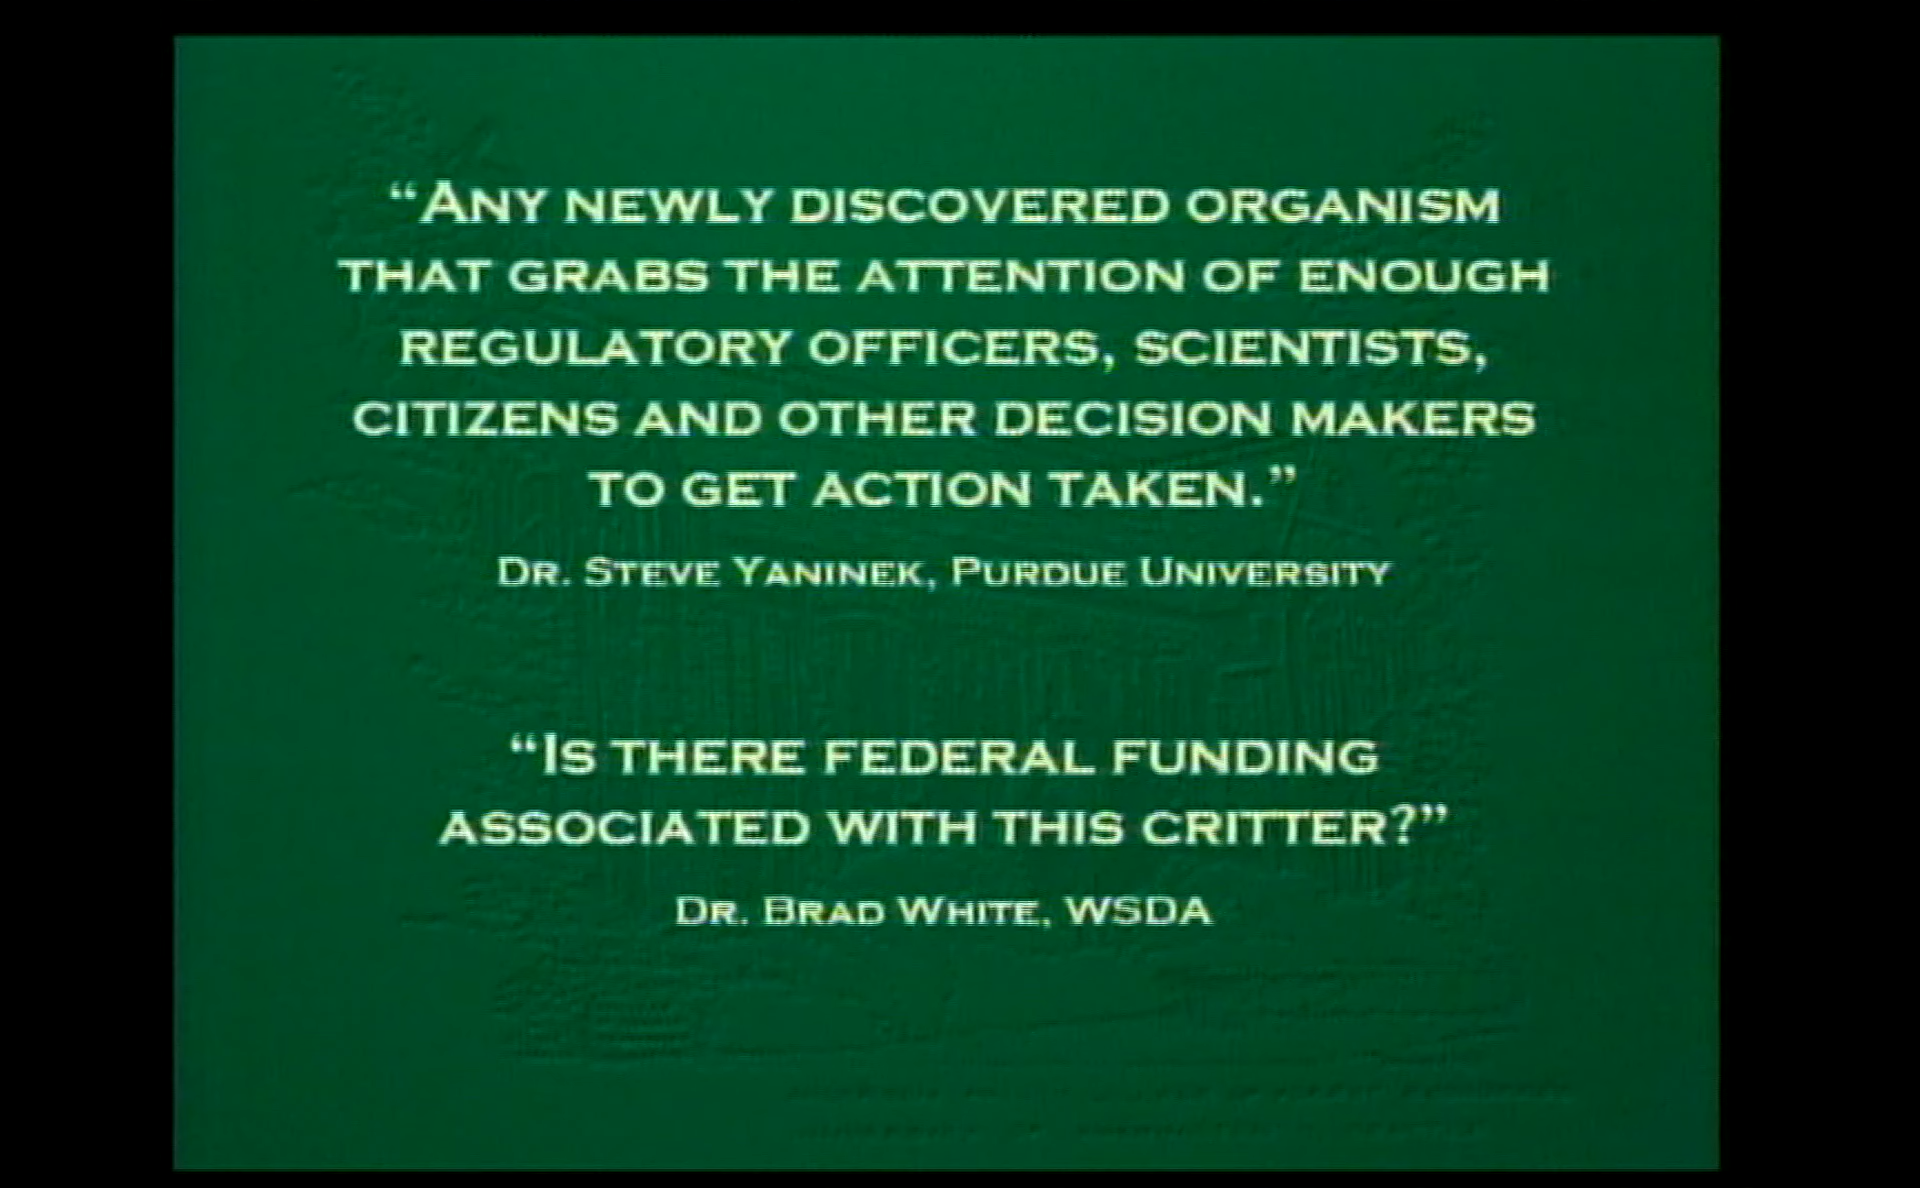 “Any newly discovered organism
that grabs the attention of enough
regulatory officers, scientists,
citizens and other decision makers
to get action taken.”
Dr. Steve Yaninek, Purdue University
“Is there federal funding
associated with this critter?”
Dr. Brad White, WSDA